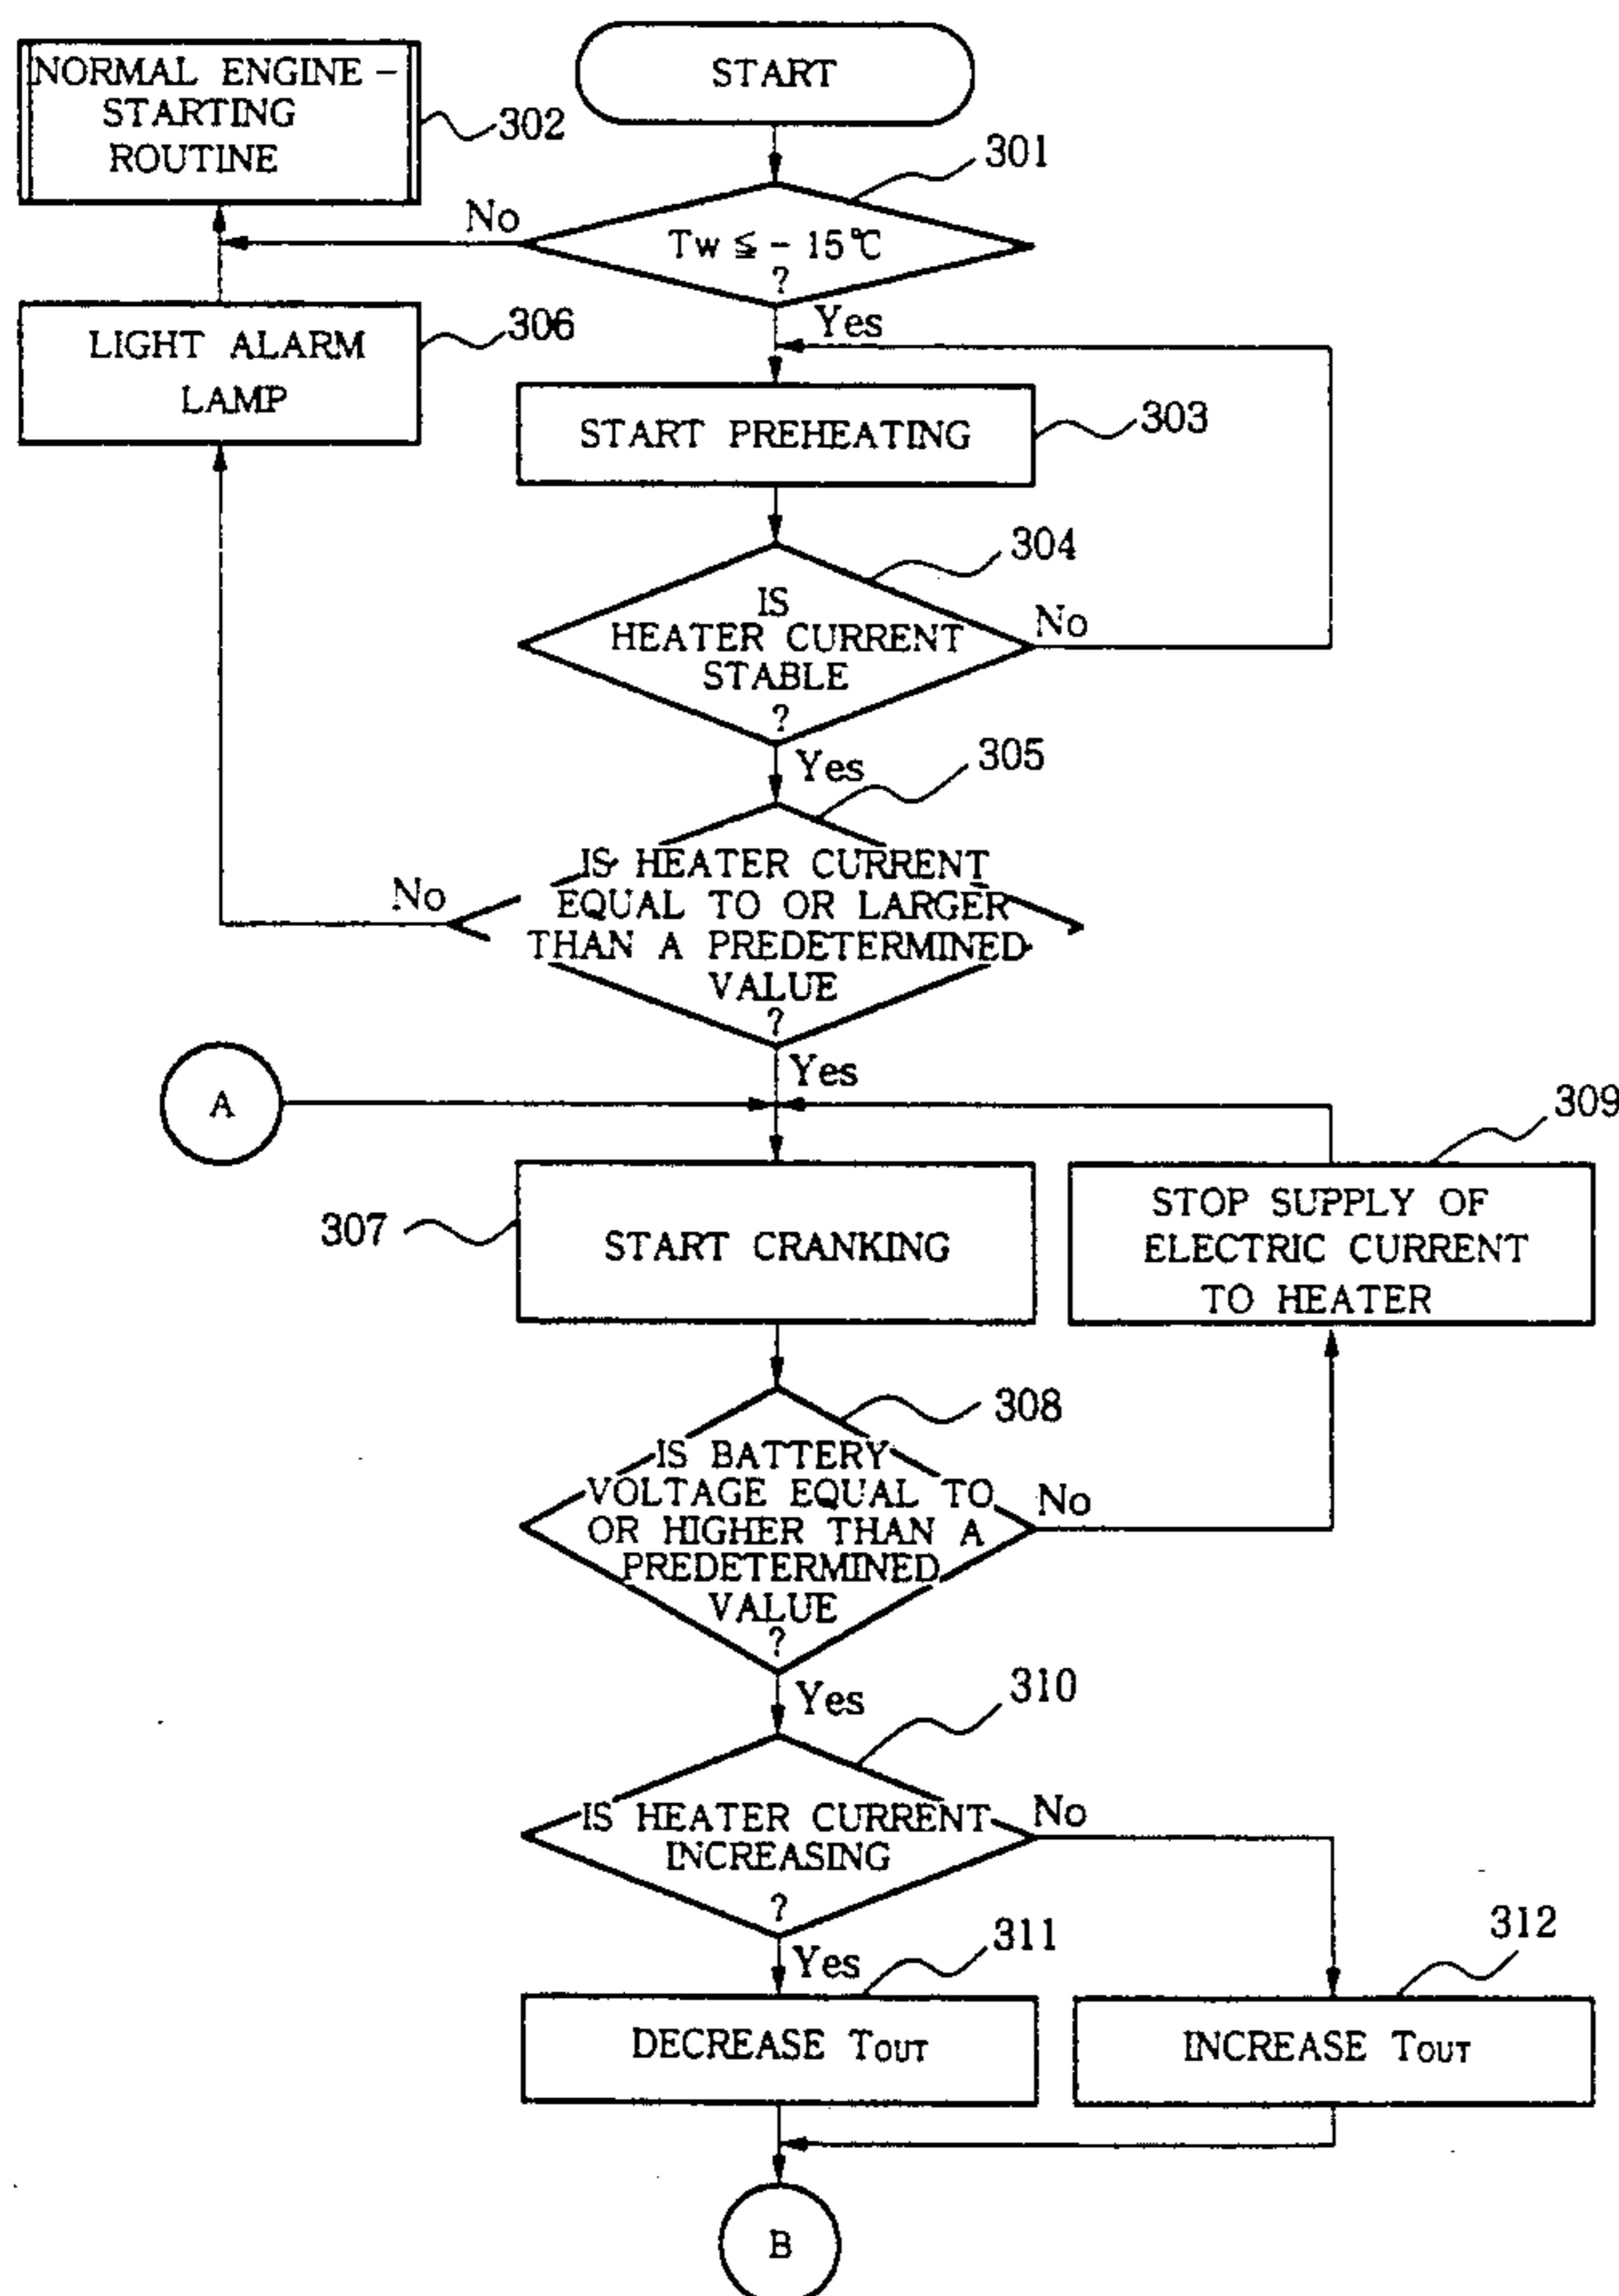 START
301
Tw ≦ - 15℃
?
No
Yes
NORMAL ENGINE -
STARTING
ROUTINE
302
LIGHT ALARM
LAMP
306
START PREHEATING
303
304
IS
HEATER CURRENT
STABLE
?
No
Yes
305
IS HEATER CURRENT
EQUAL TO OR LARGER
THAN A PREDETERMINED
VALUE
?
No
Yes
A
307
START CRANKING
309
STOP SUPPLY OF
ELECTRIC CURRENT
TO HEATER
308
IS BATTERY
VOLTAGE EQUAL TO
OR HIGHER THAN A
PREDETERMINED
VALUE
?
No
Yes
310
IS HEATER CURRENT
INCREASING
?
No
Yes
311
DECREASE TOUT
312
INCREASE TOUT
B